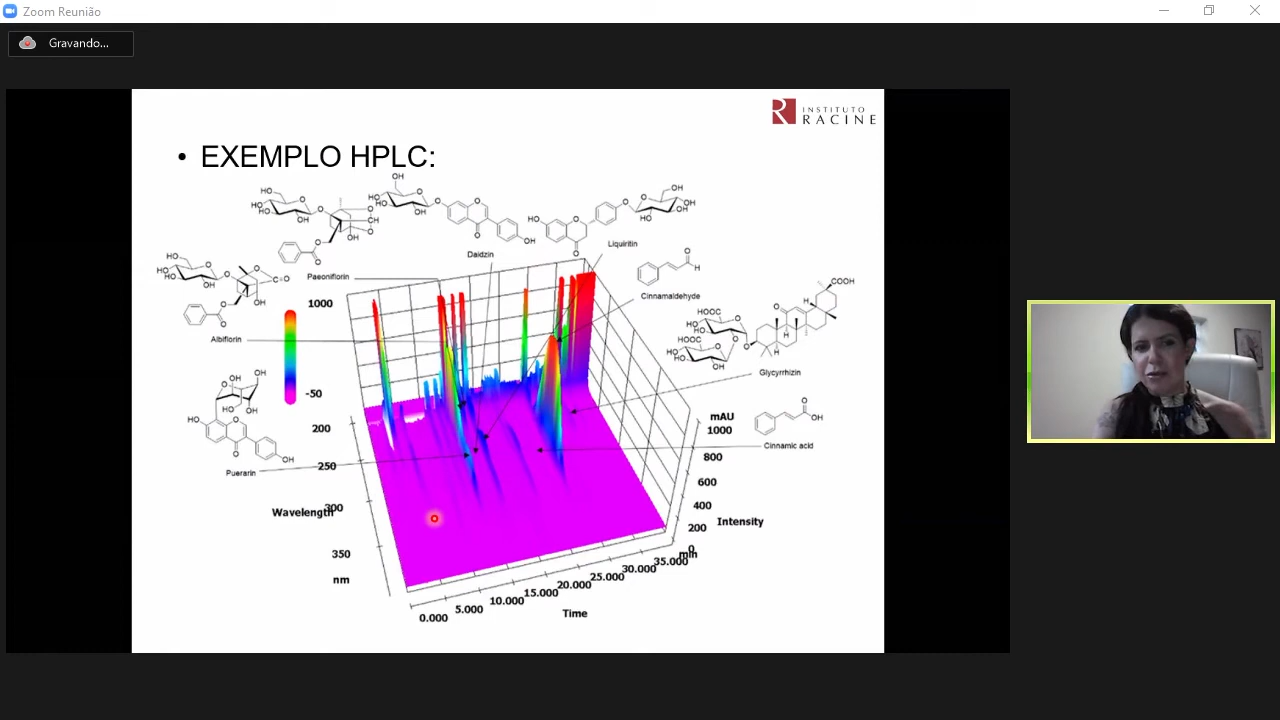 Zoom Reunião
Gravando...
INSTITUTO
RACINE
• EXEMPLO HPLC:
Paeoniflorin
Daidzin
Liquiritin
Cinnamaldehyde
Albiflorin
Glycyrrhizin
Cinnamic acid
Puerarin
1000
-50
200
250
300
350
Wavelength
nm
mAU
1000
800
600
400
200
0
Intensity
min
0.000
5.000
10.000
15.000
20.000
25.000
30.000
35.000
Time